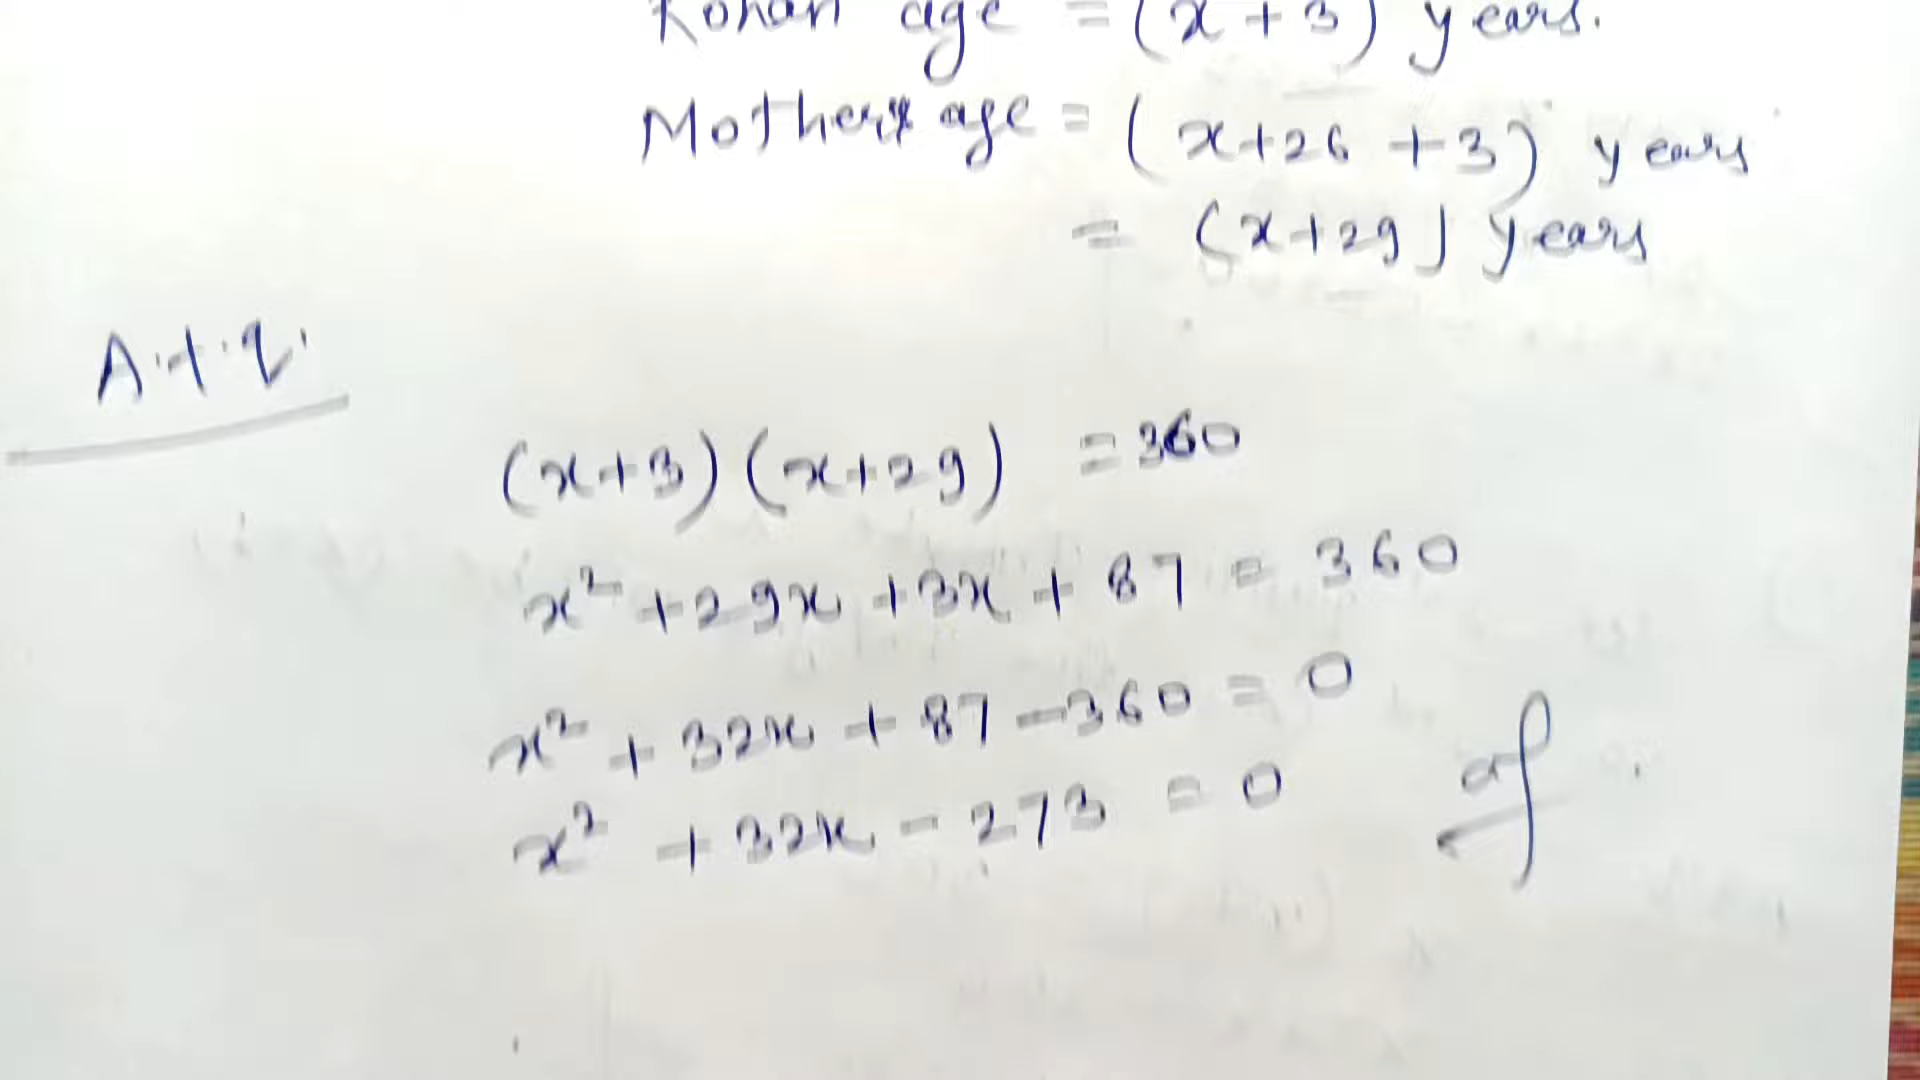 Rohan age = (x+3) years.
Mother age = (x+26+3) years
= (x+29) years
A.t.q.
(x+3)(x+29) = 360
x² + 29x + 3x + 87 = 360
x² + 32x + 87 - 360 = 0
x² + 32x - 273 = 0